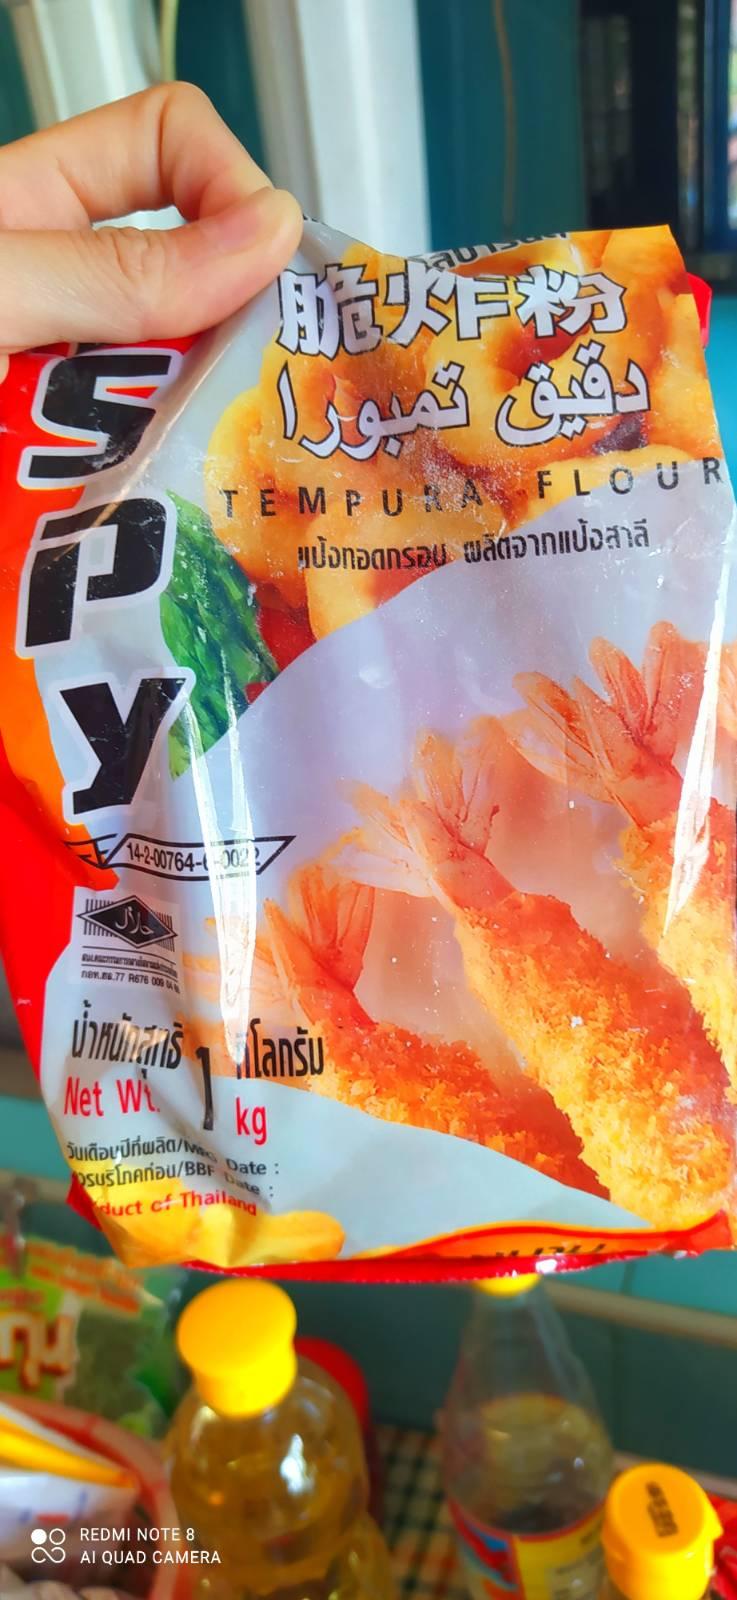 spy
脆炸粉
دقيق تمبورا
TEMPURA FLOUR
แป้งทอดกรอบ ผลิตจากแป้งสาลี
14-2-00764-6-0022
حلال
น้ำหนักสุทธิ 1 กิโลกรัม
Net Wt. kg
วันเดือนปีที่ผลิต/MFG Date :
ควรบริโภคก่อน/BBF Date :
duct of Thailand
REDMI NOTE 8
AI QUAD CAMERA